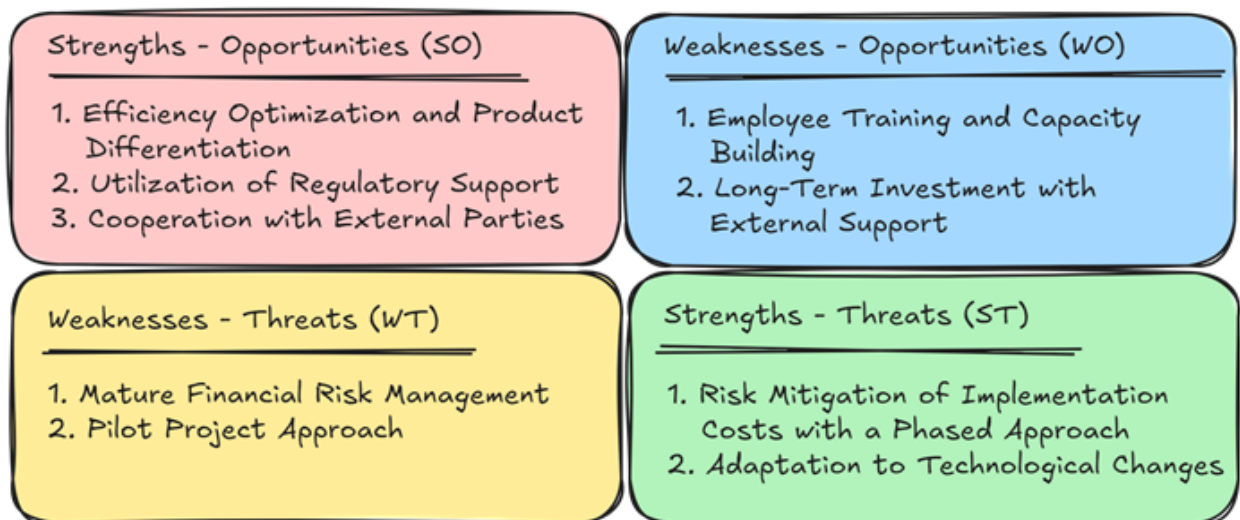 Strengths - Opportunities (SO)
1. Efficiency Optimization and Product
Differentiation
2. Utilization of Regulatory Support
3. Cooperation with External Parties
Weaknesses - Opportunities (WO)
1. Employee Training and Capacity
Building
2. Long-Term Investment with
External Support
Weaknesses - Threats (WT)
1. Mature Financial Risk Management
2. Pilot Project Approach
Strengths - Threats (ST)
1. Risk Mitigation of Implementation
Costs with a Phased Approach
2. Adaptation to Technological Changes